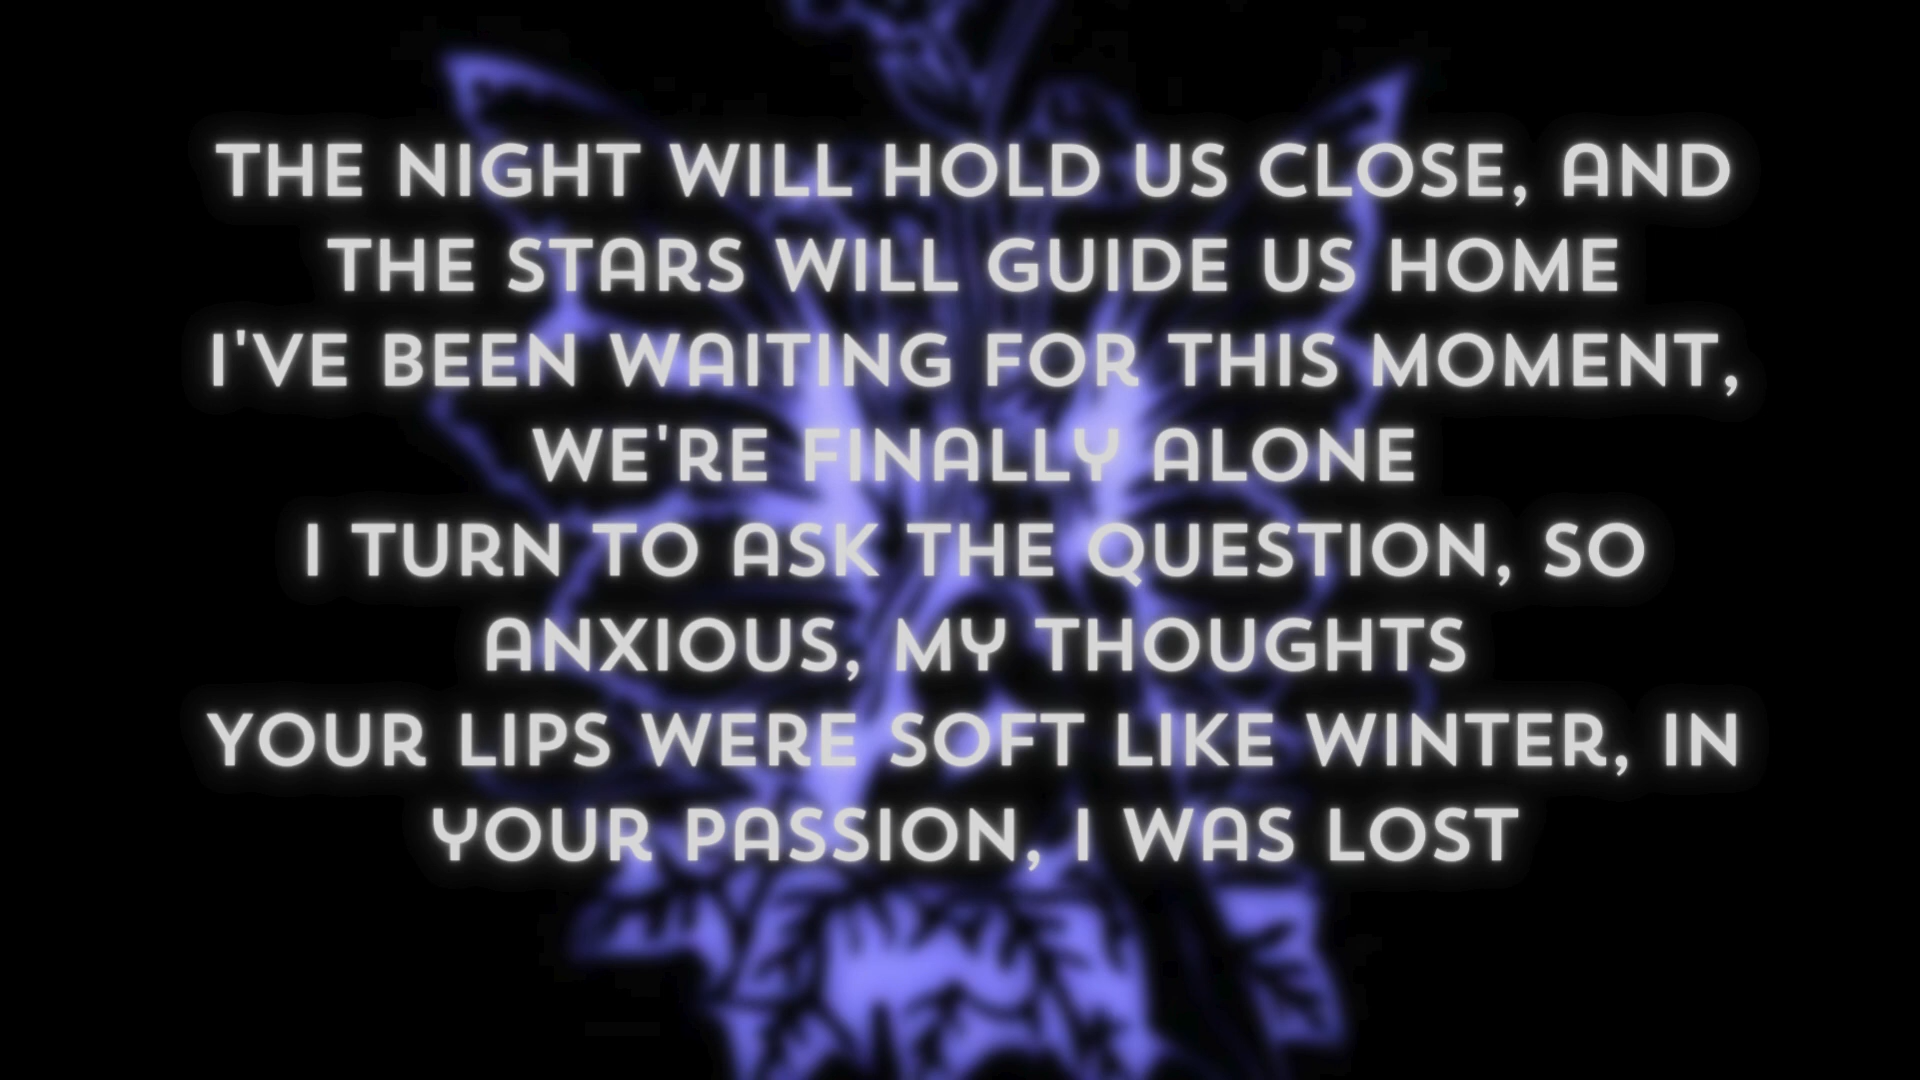 THE NIGHT WILL HOLD US CLOSE, AND
THE STARS WILL GUIDE US HOME
I'VE BEEN WAITING FOR THIS MOMENT,
WE'RE FINALLY ALONE
I TURN TO ASK THE QUESTION, SO
ANXIOUS, MY THOUGHTS
YOUR LIPS WERE SOFT LIKE WINTER, IN
YOUR PASSION, I WAS LOST